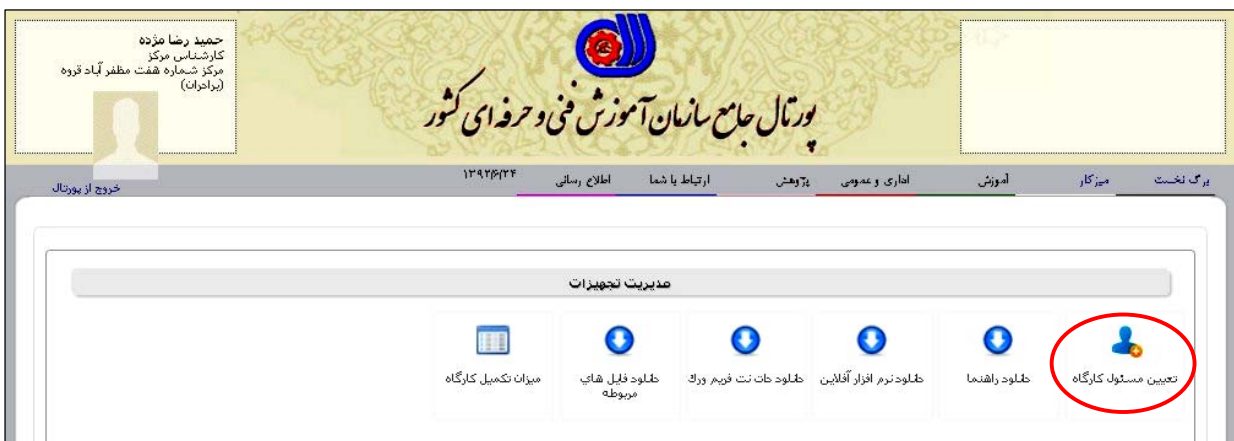 حمید رضا مژده
کارشناس مرکز
مرکز شماره هفت مظفر آباد قروه
(برادران)
پورتال جامع سازمان آموزش فنی و حرفه ای کشور
برگ نخست میزکار آموزش اداری و عمومی پژوهش ارتباط با شما اطلاع رسانی ۱۳۹۲/۶/۲۴
خروج از پورتال
مدیریت تجهیزات
تعیین مسئول کارگاه دانلود راهنما دانلود نرم افزار آفلاین دانلود دات نت فریم ورک دانلود فایل های میزان تکمیل کارگاه
مربوطه